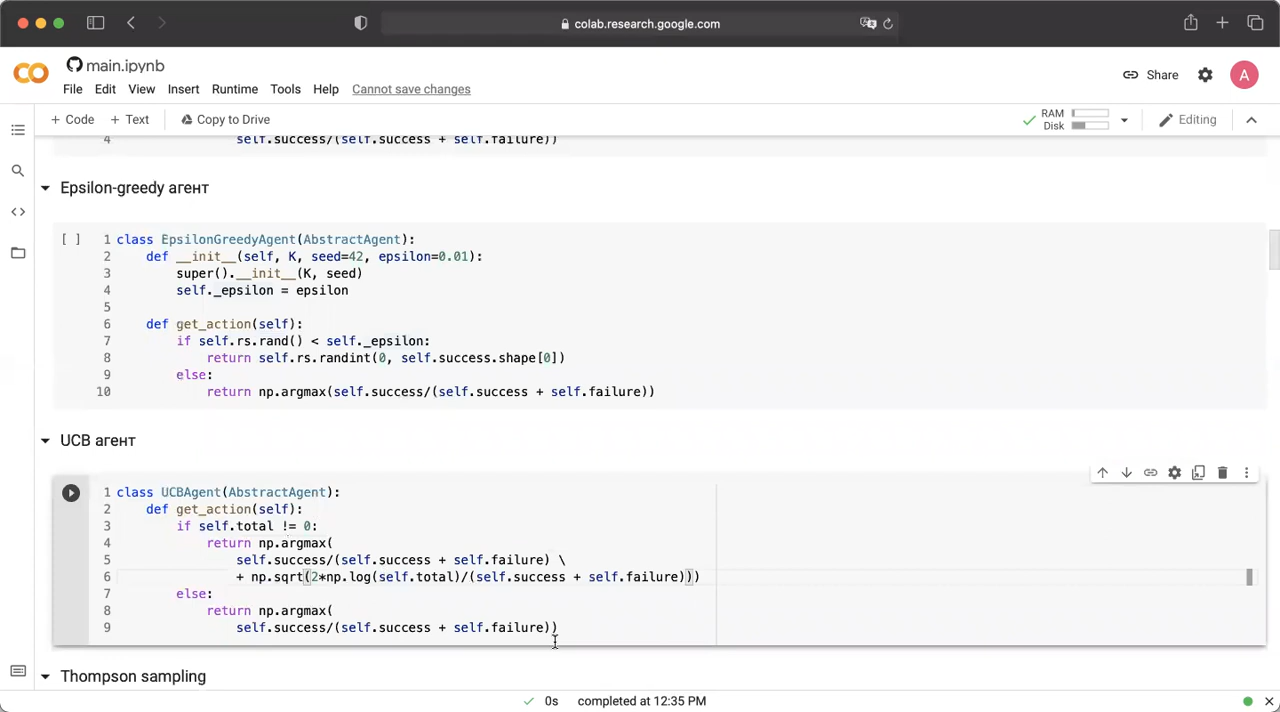 colab.research.google.com
main.ipynb
File Edit View Insert Runtime Tools Help Cannot save changes
Share A
+ Code + Text Copy to Drive
RAM
Disk
Editing
4 self.success/(self.success + self.failure))
Epsilon-greedy агент
[ ] 1 class EpsilonGreedyAgent(AbstractAgent):
2 def __init__(self, K, seed=42, epsilon=0.01):
3 super().__init__(K, seed)
4 self._epsilon = epsilon
5
6 def get_action(self):
7 if self.rs.rand() < self._epsilon:
8 return self.rs.randint(0, self.success.shape[0])
9 else:
10 return np.argmax(self.success/(self.success + self.failure))
UCB агент
1 class UCBAgent(AbstractAgent):
2 def get_action(self):
3 if self.total != 0:
4 return np.argmax(
5 self.success/(self.success + self.failure) \
6 + np.sqrt(2*np.log(self.total)/(self.success + self.failure)))
7 else:
8 return np.argmax(
9 self.success/(self.success + self.failure))
Thompson sampling
0s completed at 12:35 PM